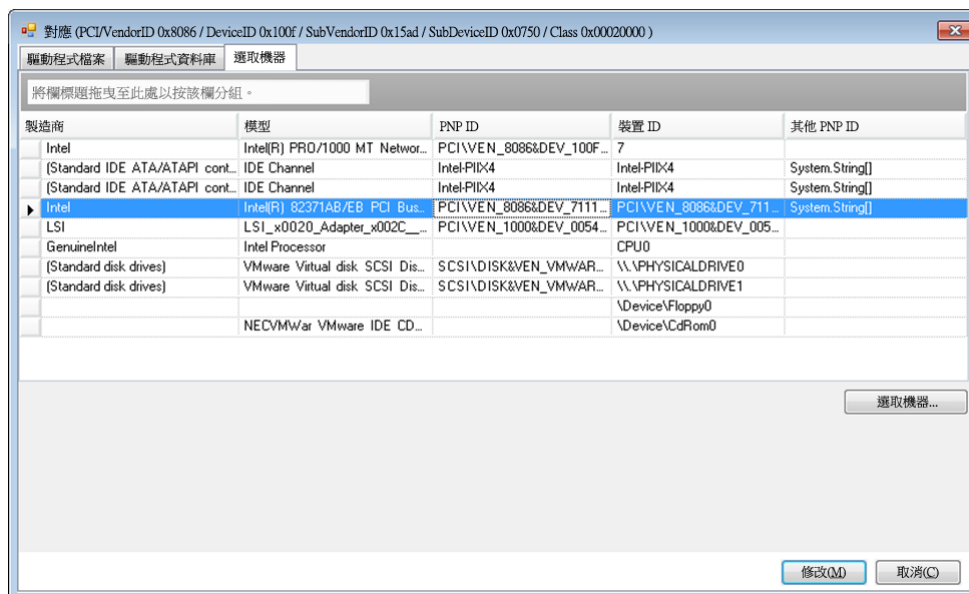 對應 (PCI/VendorID 0x8086 / DeviceID 0x100f / SubVendorID 0x15ad / SubDeviceID 0x0750 / Class 0x00020000 )
驅動程式檔案 驅動程式資料庫 選取機器
將欄標題拖曳至此處以按該欄分組。
製造商 模型 PNP ID 裝置 ID 其他 PNP ID
Intel Intel(R) PRO/1000 MT Networ... PCI\VEN_8086&DEV_100F... 7
(Standard IDE ATA/ATAPI cont... IDE Channel Intel-PIIX4 Intel-PIIX4 System.String[]
(Standard IDE ATA/ATAPI cont... IDE Channel Intel-PIIX4 Intel-PIIX4 System.String[]
Intel Intel(R) 82371AB/EB PCI Bus... PCI\VEN_8086&DEV_7111... PCI\VEN_8086&DEV_711... System.String[]
LSI LSI_x0020_Adapter_x002C__... PCI\VEN_1000&DEV_0054... PCI\VEN_1000&DEV_005...
GenuineIntel Intel Processor CPU0
(Standard disk drives) VMware Virtual disk SCSI Dis... SCSI\DISK&VEN_VMWAR... \\.\PHYSICALDRIVE0
(Standard disk drives) VMware Virtual disk SCSI Dis... SCSI\DISK&VEN_VMWAR... \\.\PHYSICALDRIVE1
\Device\Floppy0
NECVMWar VMware IDE CD... \Device\CdRom0
選取機器...
修改(M) 取消(C)